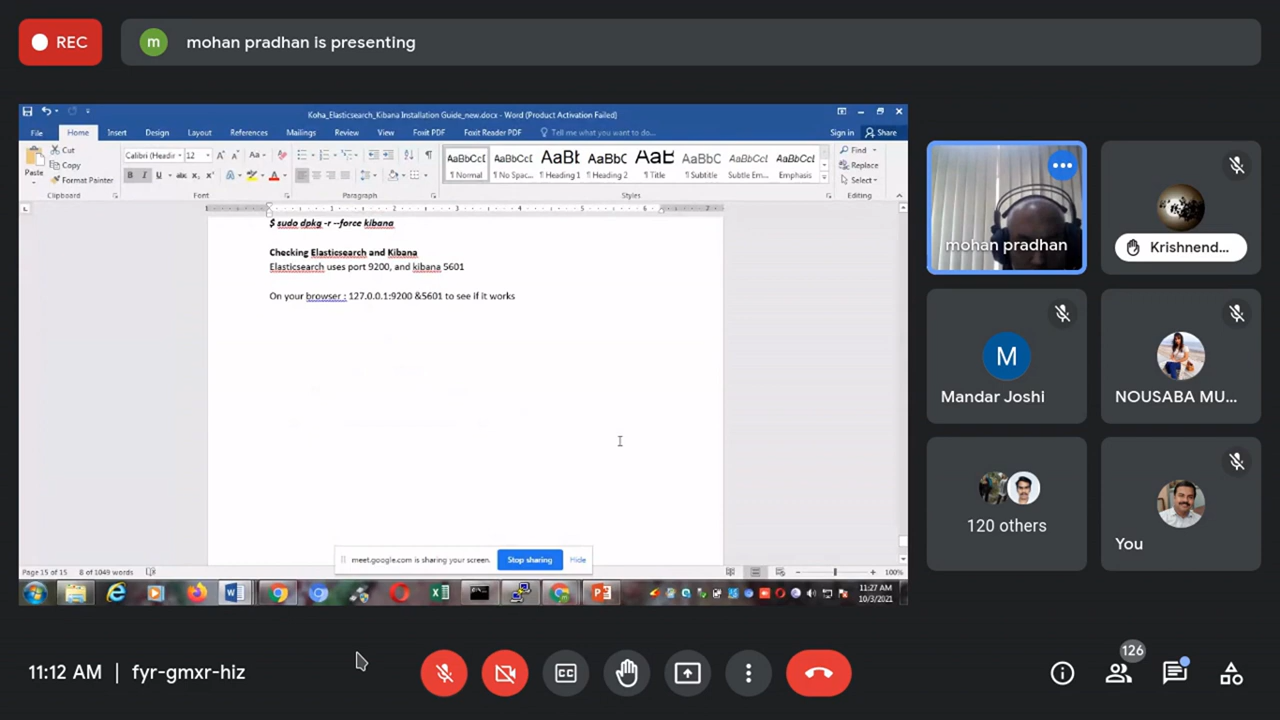 REC
m
mohan pradhan is presenting
Koha_Elasticsearch_Kibana Installation Guide_new.docx - Word (Product Activation Failed)
File Home Insert Design Layout References Mailings Review View Foxit PDF Foxit Reader PDF Tell me what you want to do... Sign in Share
Paste
Cut
Copy
Format Painter
Calibri (Headir 12
AaBbCcI AaBbCcI AaBb AaBbC AaB AaBbCcC AaBbCcI AaBbCcI
¶ Normal ¶ No Spac... Heading 1 Heading 2 Title Subtitle Subtle Em... Emphasis
Find
Replace
Select
Clipboard Font Paragraph Styles Editing
$ sudo dpkg -r --force kibana
Checking Elasticsearch and Kibana
Elasticsearch uses port 9200, and kibana 5601
On your browser : 127.0.0.1:9200 &5601 to see if it works
meet.google.com is sharing your screen. Stop sharing Hide
Page 15 of 15 8 of 1049 words 100%
11:27 AM
10/3/2021
mohan pradhan
Krishnend...
M
Mandar Joshi
NOUSABA MU...
120 others
You
11:12 AM | fyr-gmxr-hiz
CC
126